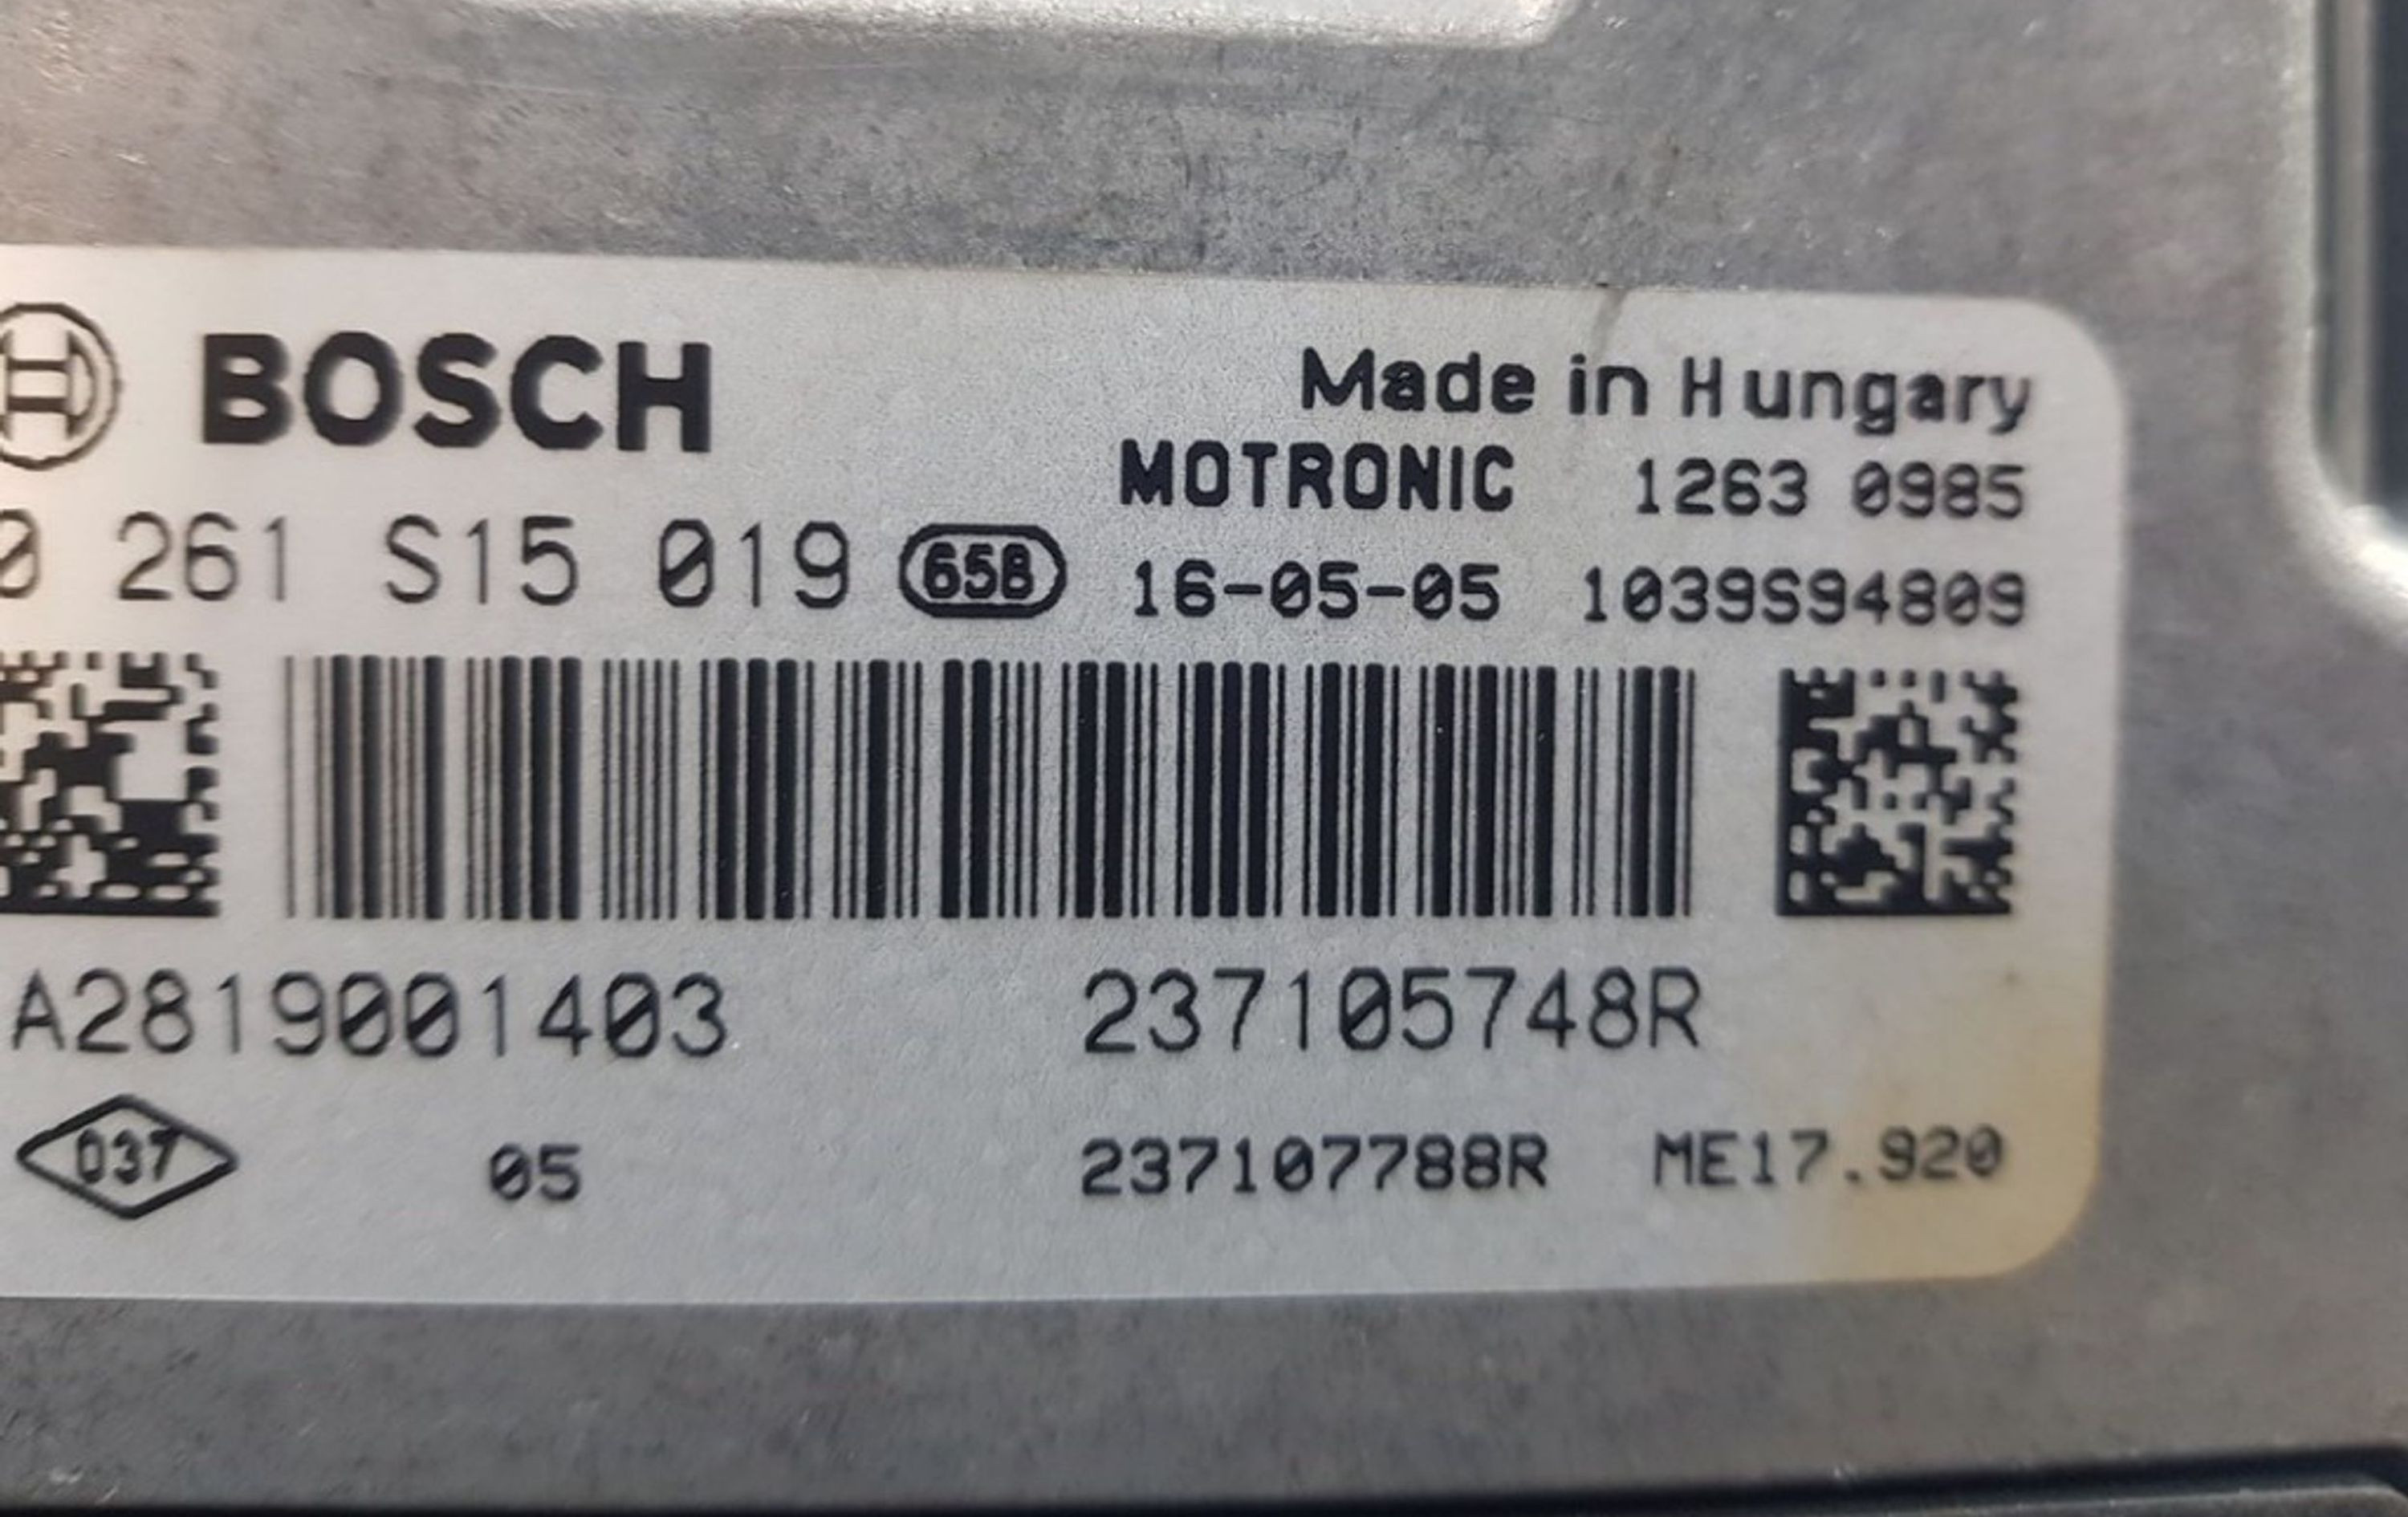 BOSCH
Made in Hungary
MOTRONIC 1263 0985
0 261 S15 019 65B 16-05-05 1039S94809
A2819001403 237105748R
037 05 237107788R ME17.920